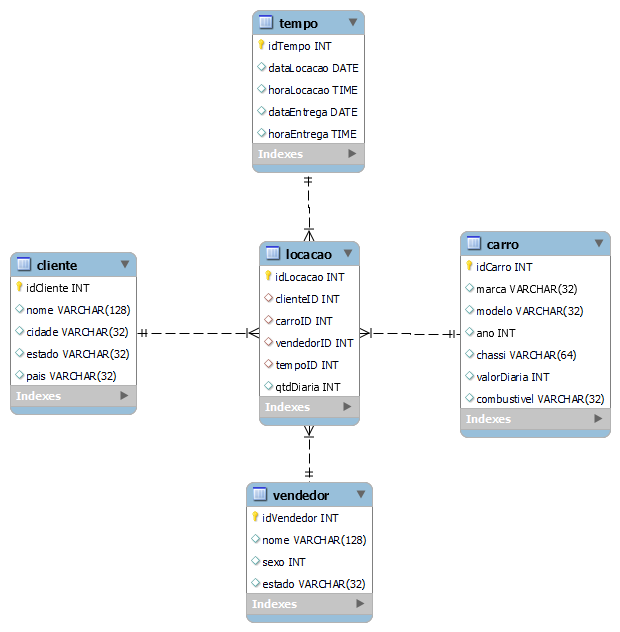 tempo
idTempo INT
dataLocacao DATE
horaLocacao TIME
dataEntrega DATE
horaEntrega TIME
Indexes
cliente
idCliente INT
nome VARCHAR(128)
cidade VARCHAR(32)
estado VARCHAR(32)
pais VARCHAR(32)
Indexes
locacao
idLocacao INT
clienteID INT
carroID INT
vendedorID INT
tempoID INT
qtdDiaria INT
Indexes
carro
idCarro INT
marca VARCHAR(32)
modelo VARCHAR(32)
ano INT
chassi VARCHAR(64)
valorDiaria INT
combustivel VARCHAR(32)
Indexes
vendedor
idVendedor INT
nome VARCHAR(128)
sexo INT
estado VARCHAR(32)
Indexes